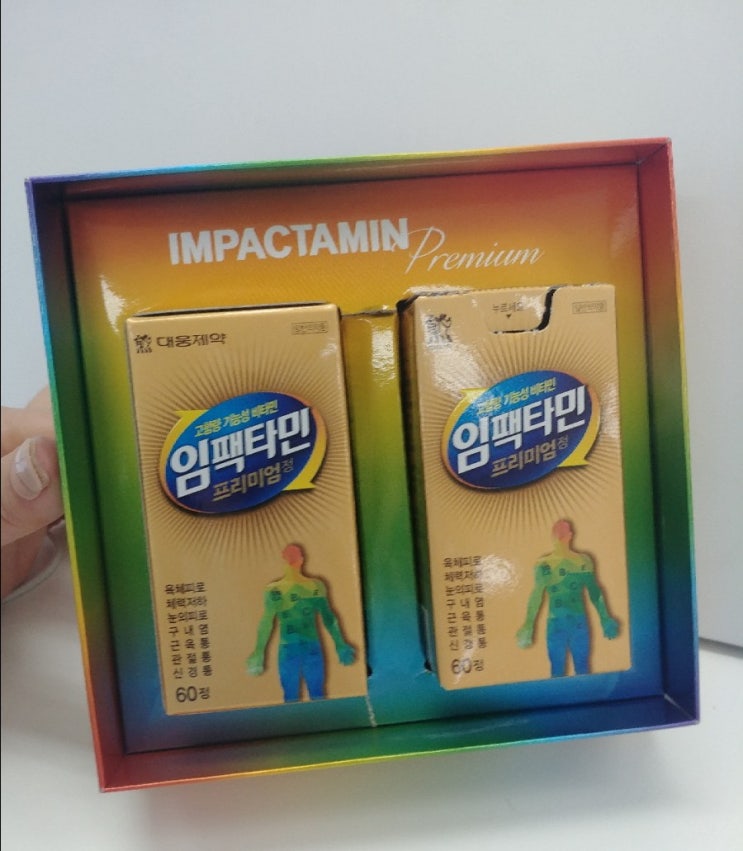 IMPACTAMIN Premium
대웅제약
일반의약품
고함량 기능성 비타민
임팩타민
프리미엄정
육체피로
체력저하
눈의피로
구내염
근육통
관절통
신경통
60정
누르세요
일반의약품
고함량 기능성 비타민
임팩타민
프리미엄정
육체피로
체력저하
눈의피로
구내염
근육통
관절통
신경통
60정